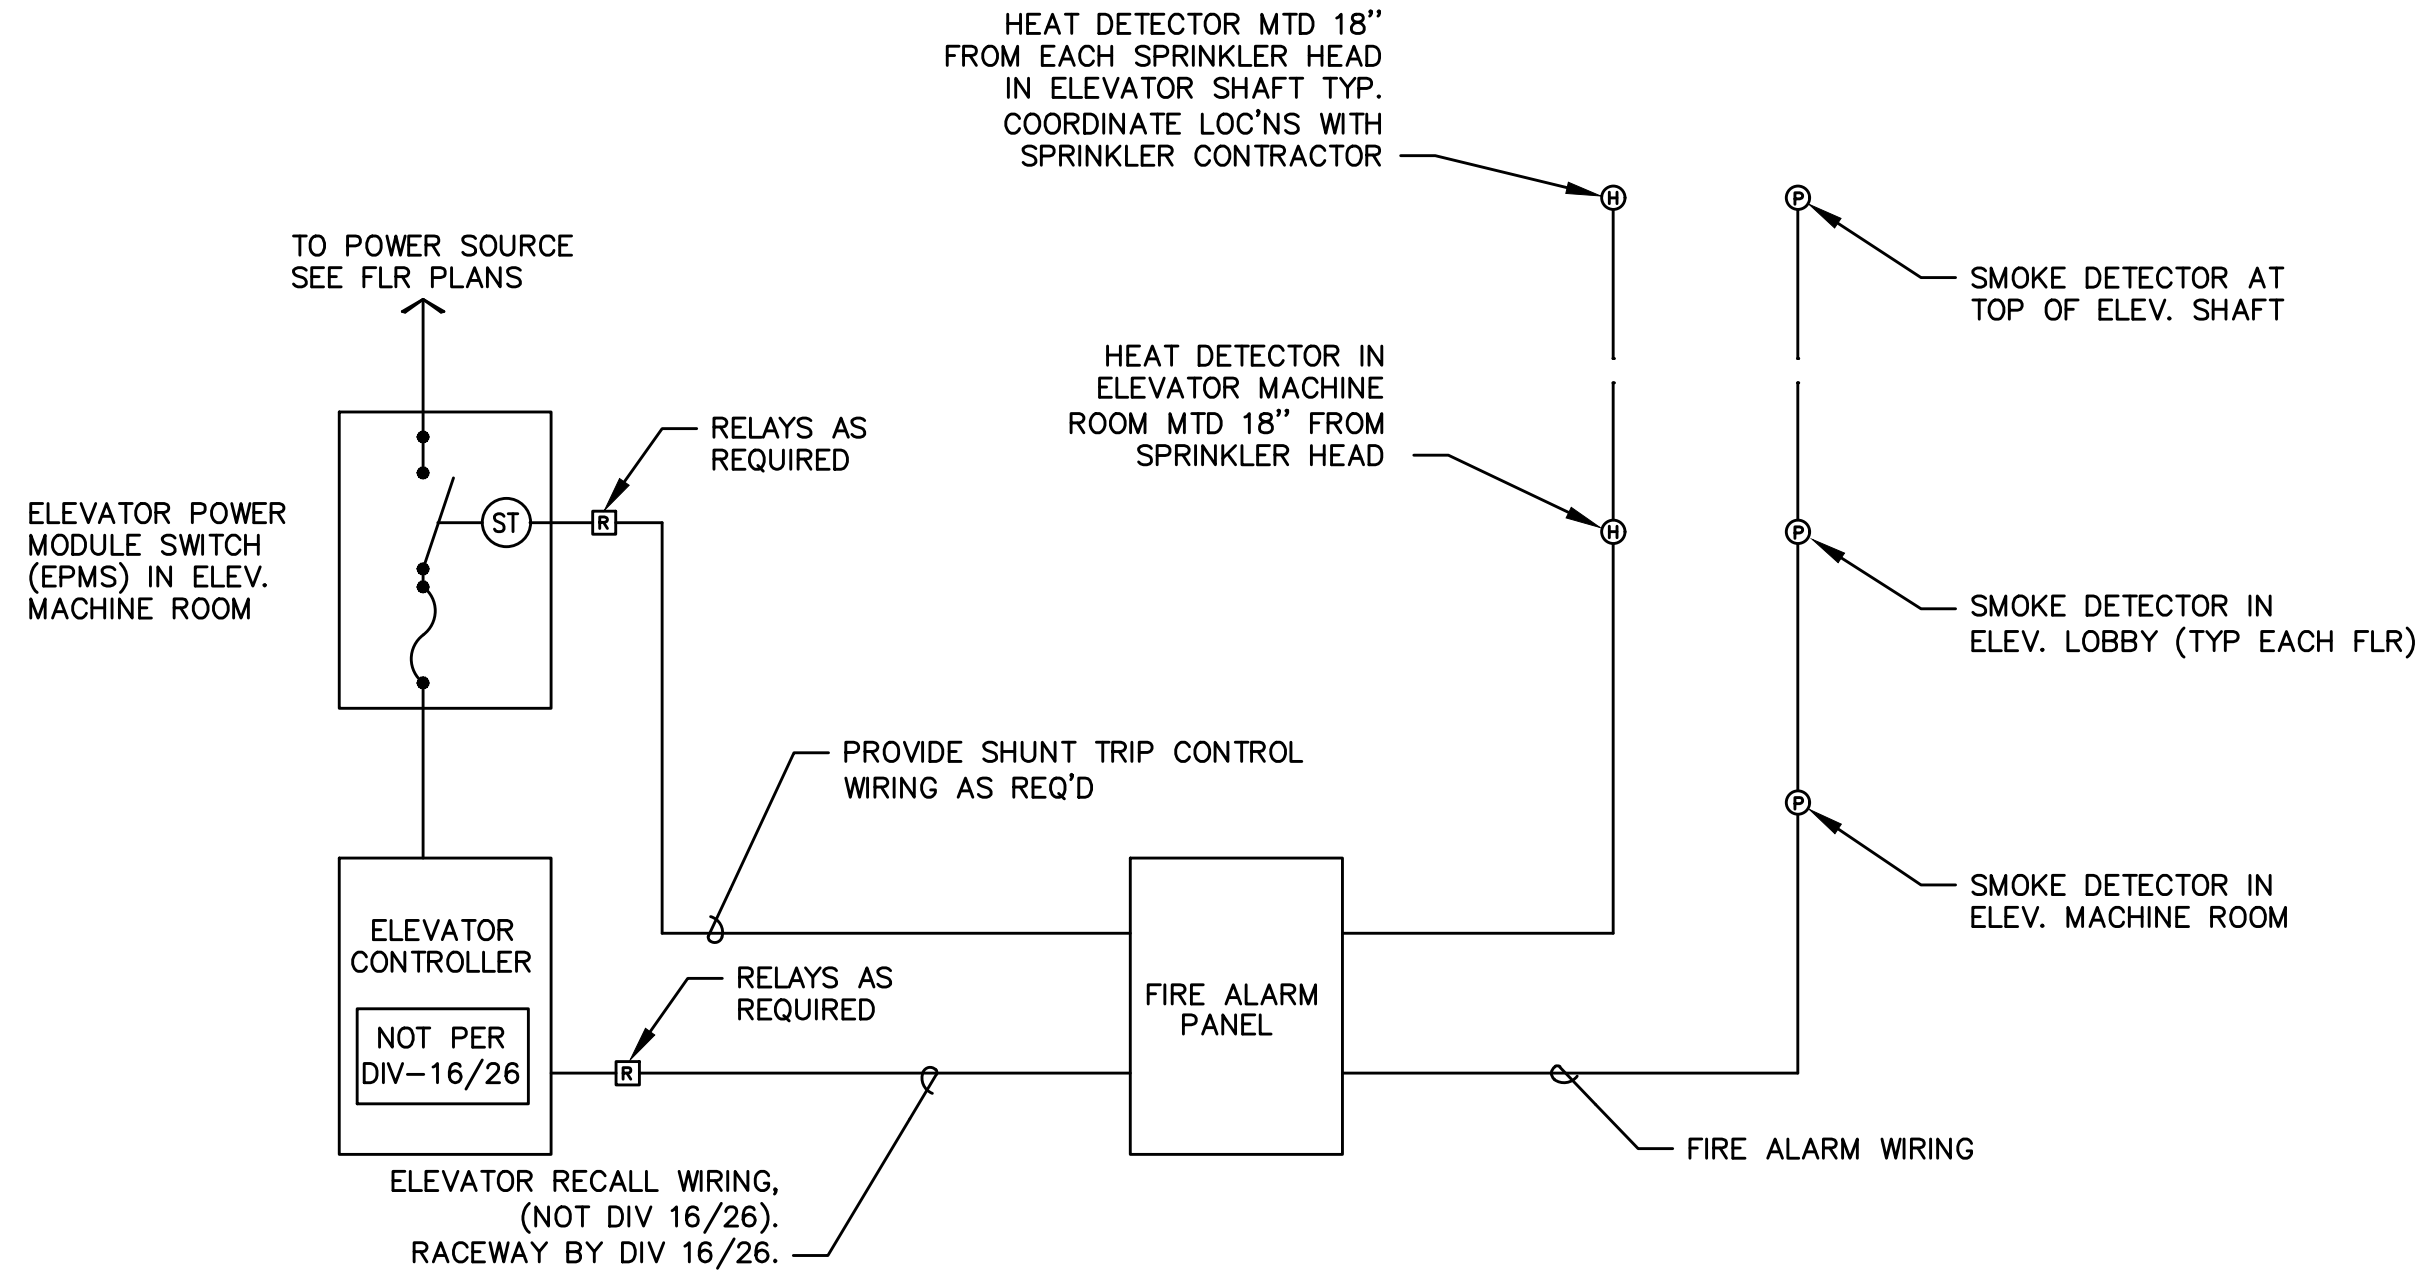 HEAT DETECTOR MTD 18"
FROM EACH SPRINKLER HEAD
IN ELEVATOR SHAFT TYP.
COORDINATE LOC'NS WITH
SPRINKLER CONTRACTOR
H
P
TO POWER SOURCE
SEE FLR PLANS
SMOKE DETECTOR AT
TOP OF ELEV. SHAFT
HEAT DETECTOR IN
ELEVATOR MACHINE
ROOM MTD 18" FROM
SPRINKLER HEAD
RELAYS AS
REQUIRED
ELEVATOR POWER
MODULE SWITCH
(EPMS) IN ELEV.
MACHINE ROOM
ST
R
H
P
SMOKE DETECTOR IN
ELEV. LOBBY (TYP EACH FLR)
PROVIDE SHUNT TRIP CONTROL
WIRING AS REQ'D
P
SMOKE DETECTOR IN
ELEV. MACHINE ROOM
ELEVATOR
CONTROLLER
NOT PER
DIV-16/26
RELAYS AS
REQUIRED
R
FIRE ALARM
PANEL
FIRE ALARM WIRING
ELEVATOR RECALL WIRING,
(NOT DIV 16/26).
RACEWAY BY DIV 16/26.